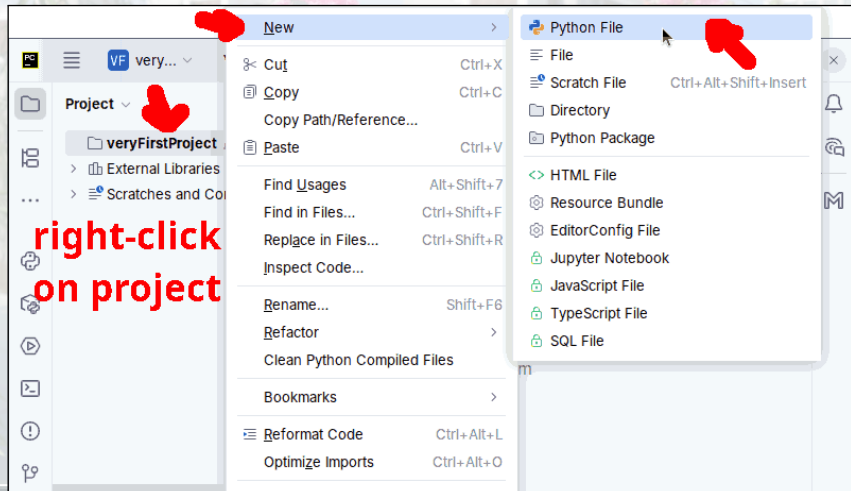 PC
VF very...
Project
veryFirstProject
External Libraries
Scratches and Co
right-click
on project
New
Cut Ctrl+X
Copy Ctrl+C
Copy Path/Reference...
Paste Ctrl+V
Find Usages Alt+Shift+7
Find in Files... Ctrl+Shift+F
Replace in Files... Ctrl+Shift+R
Inspect Code...
Rename... Shift+F6
Refactor
Clean Python Compiled Files
Bookmarks
Reformat Code Ctrl+Alt+L
Optimize Imports Ctrl+Alt+O
Python File
File
Scratch File Ctrl+Alt+Shift+Insert
Directory
Python Package
HTML File
Resource Bundle
EditorConfig File
Jupyter Notebook
JavaScript File
TypeScript File
SQL File
m